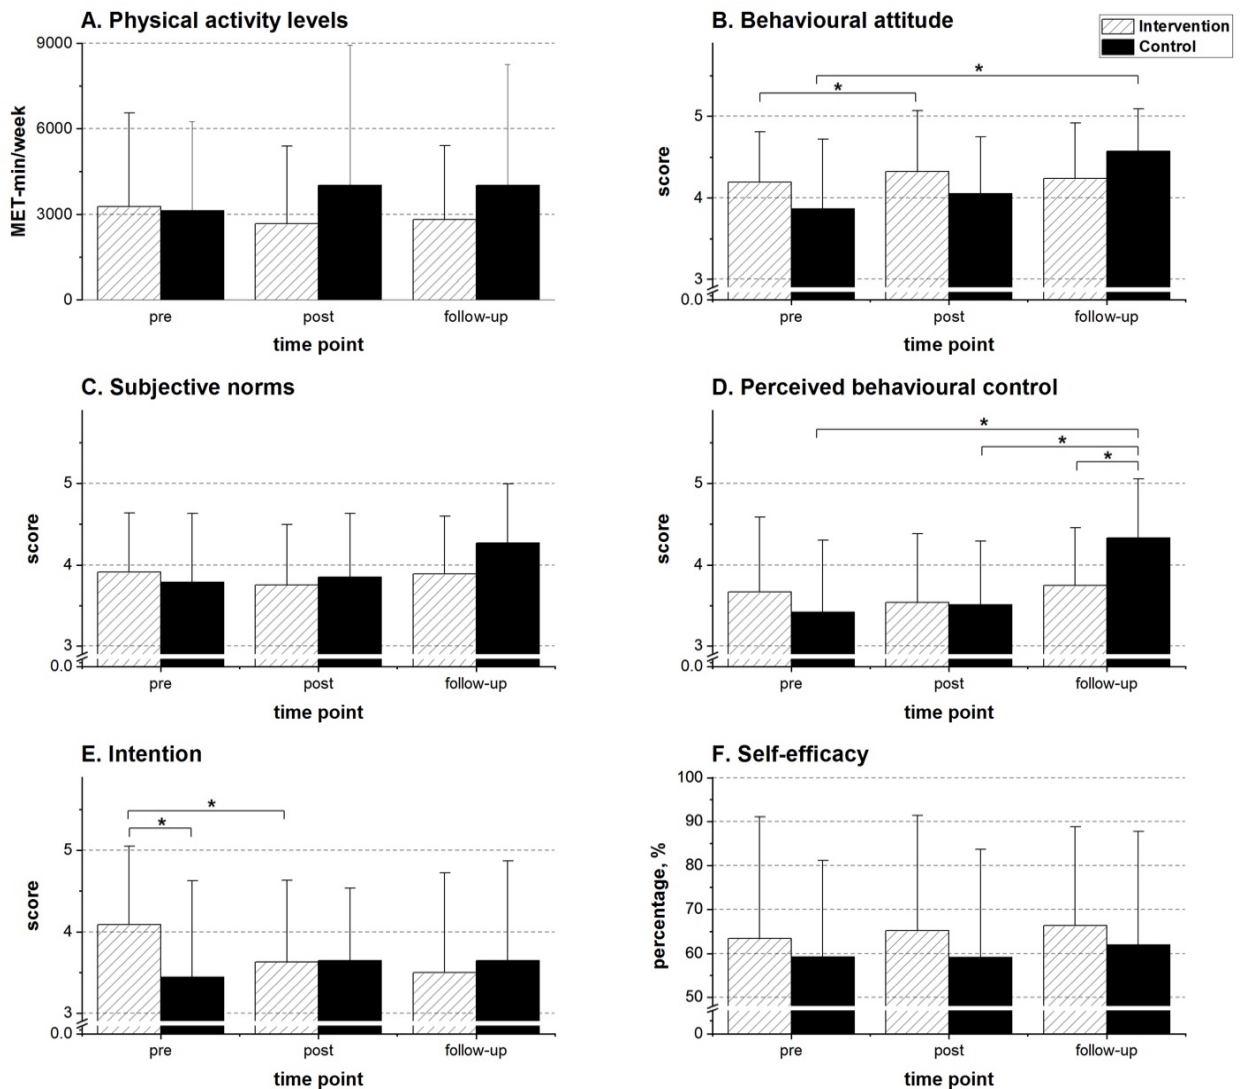 A. Physical activity levels
9000
6000
3000
0
MET-min/week
pre
post
follow-up
time point
B. Behavioural attitude
Intervention
Control
*
*
5
4
3
0.0
score
pre
post
follow-up
time point
C. Subjective norms
5
4
3
0.0
score
pre
post
follow-up
time point
D. Perceived behavioural control
*
*
*
5
4
3
0.0
score
pre
post
follow-up
time point
E. Intention
*
*
5
4
3
0.0
score
pre
post
follow-up
time point
F. Self-efficacy
100
90
80
70
60
50
0
percentage, %
pre
post
follow-up
time point